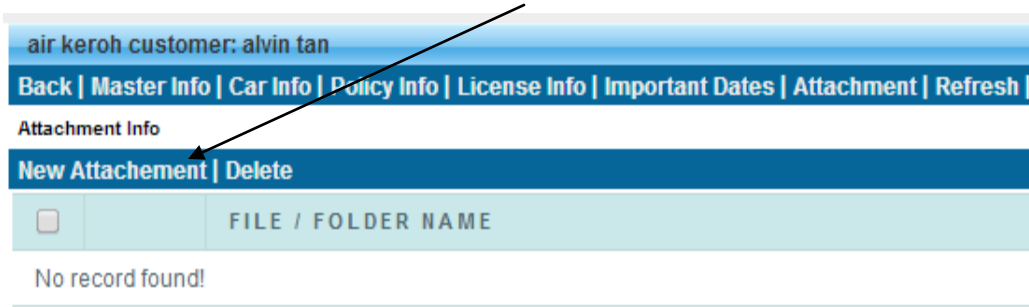 air keroh customer: alvin tan
Back | Master Info | Car Info | Policy Info | License Info | Important Dates | Attachment | Refresh |
Attachment Info
New Attachement | Delete
FILE / FOLDER NAME
No record found!